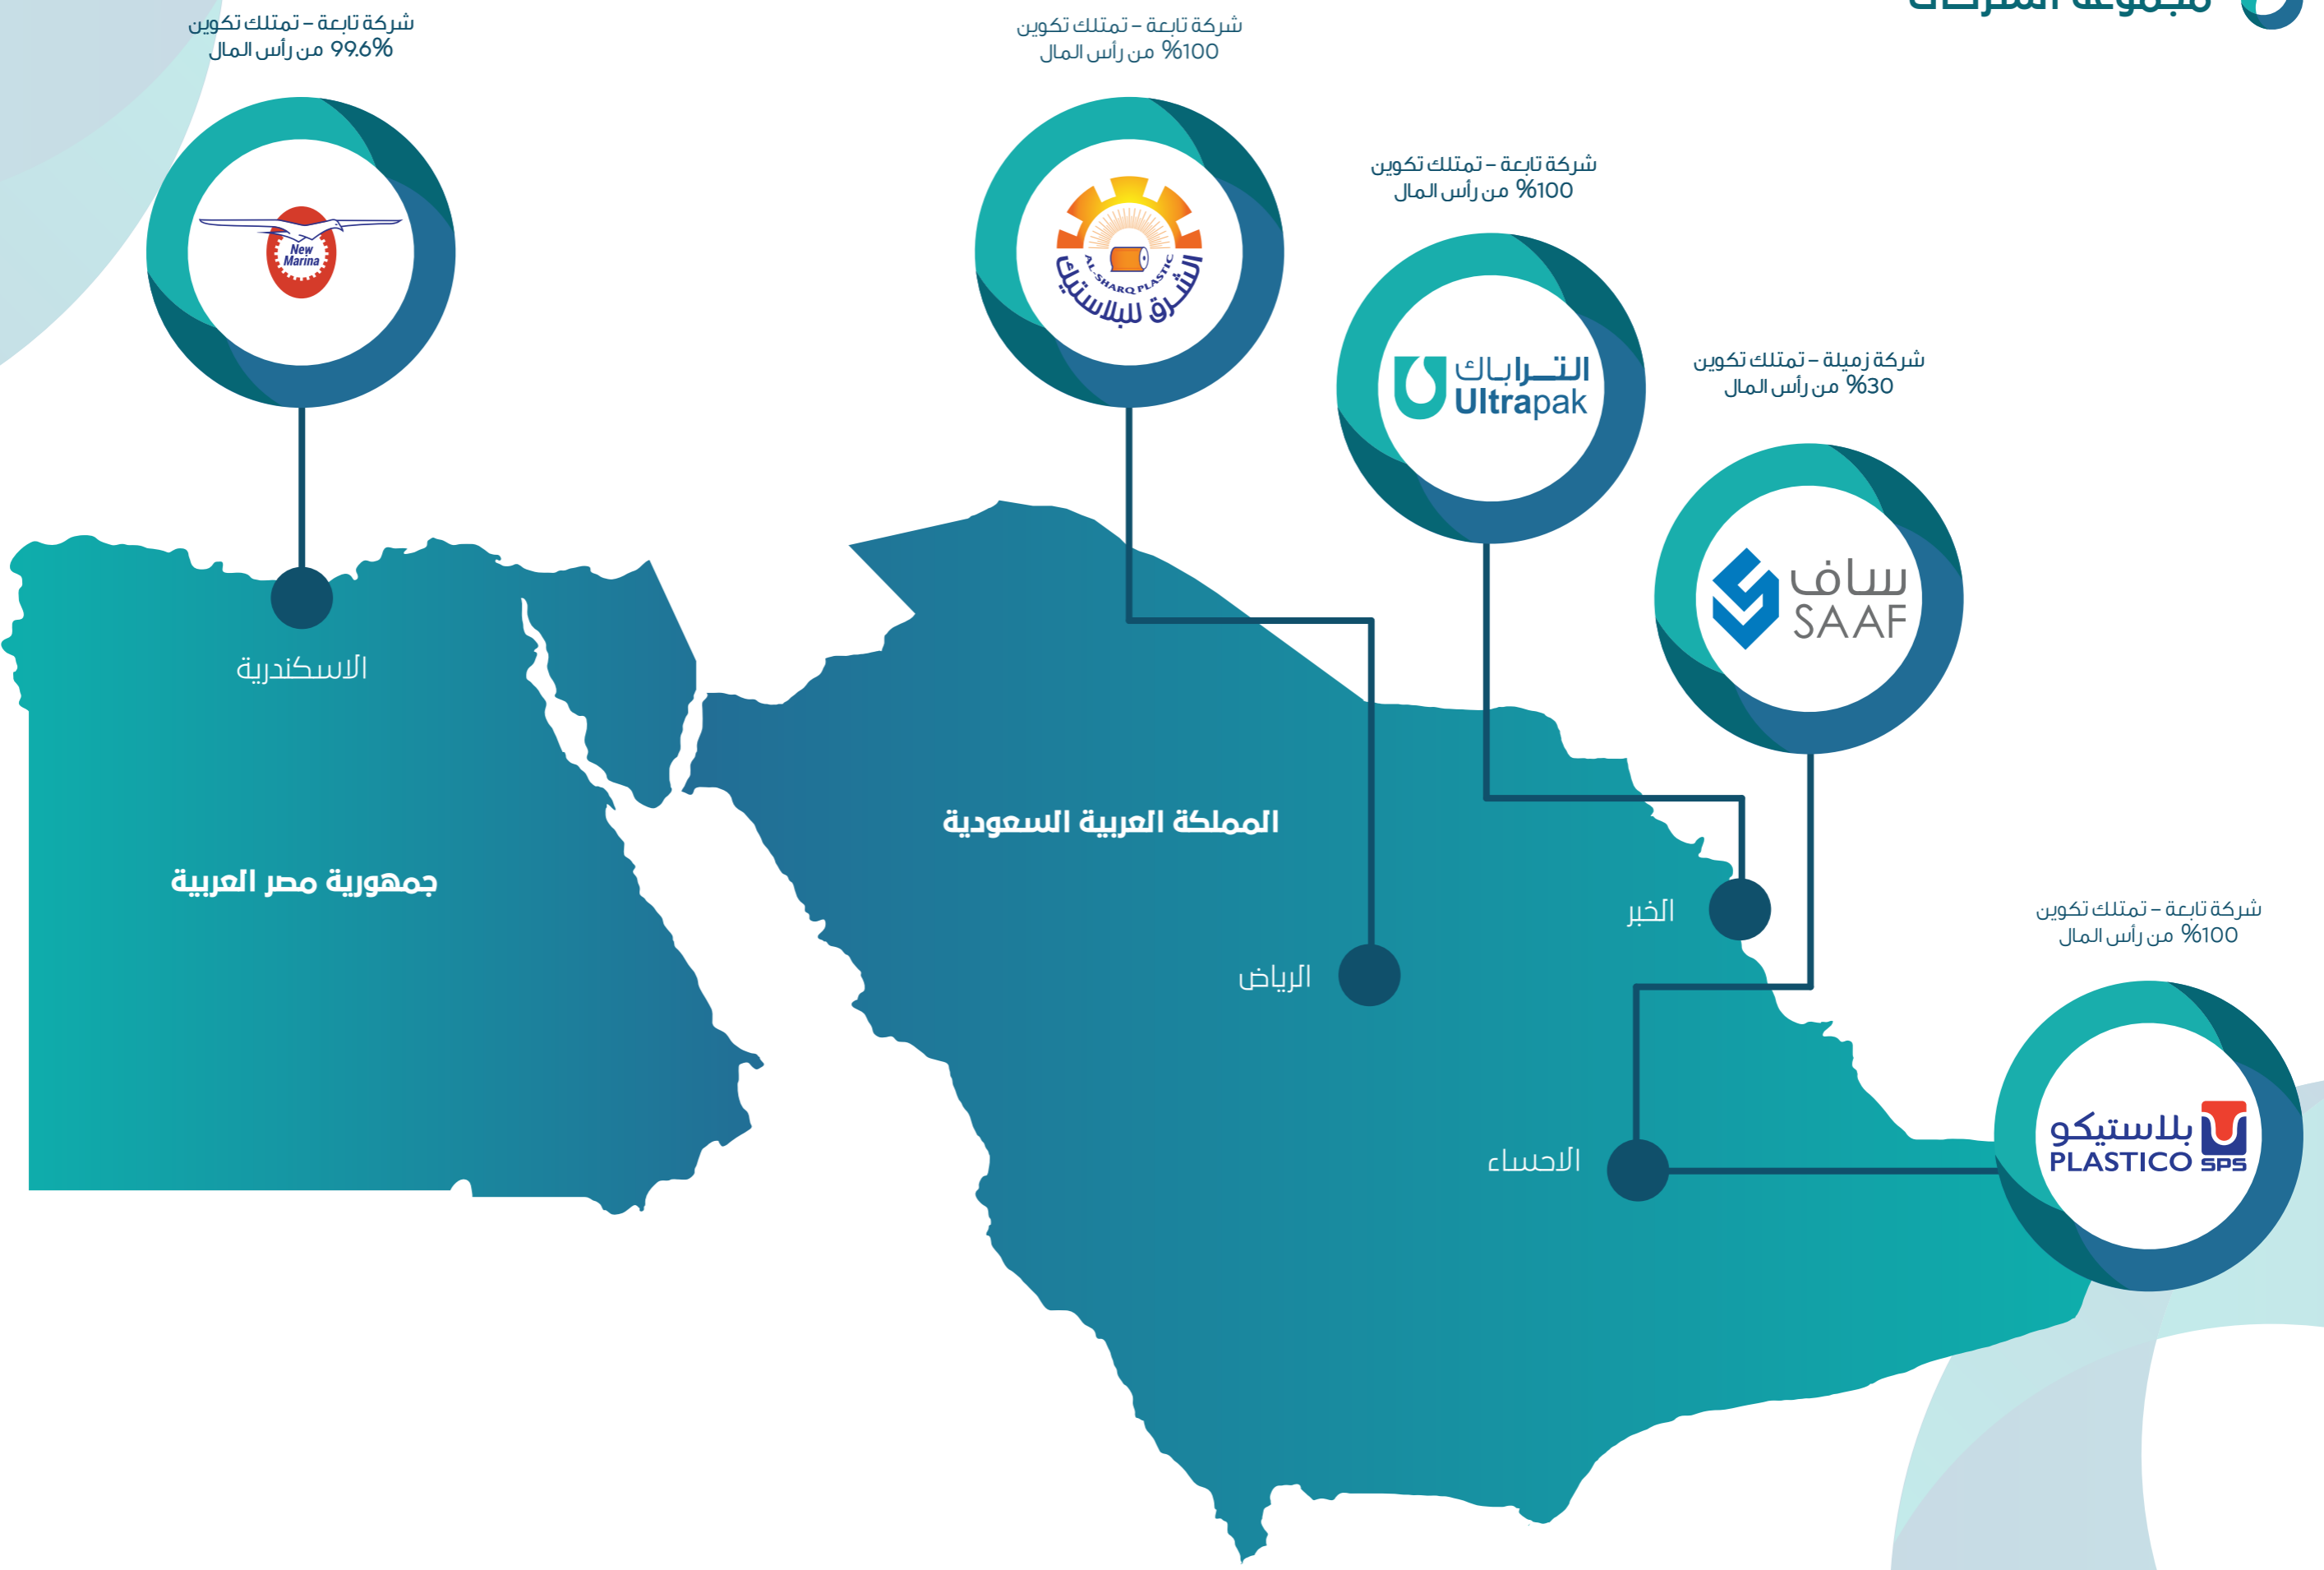 مجموعة الشركات
شركة تابعة – تمتلك تكوين
%100 من رأس المال
الشرق للبلاستيك
AL-SHARQ PLASTIC
شركة تابعة – تمتلك تكوين
99.6% من رأس المال
New
Marina
شركة تابعة – تمتلك تكوين
%100 من رأس المال
التـــراباك
Ultrapak
شركة زميلة – تمتلك تكوين
%30 من رأس المال
ساف
SAAF
الاسكندرية
المملكة العربية السعودية
جمهورية مصر العربية
الخبر
الرياض
شركة تابعة – تمتلك تكوين
%100 من رأس المال
بلاستيكو
PLASTICO SPS
الاحساء